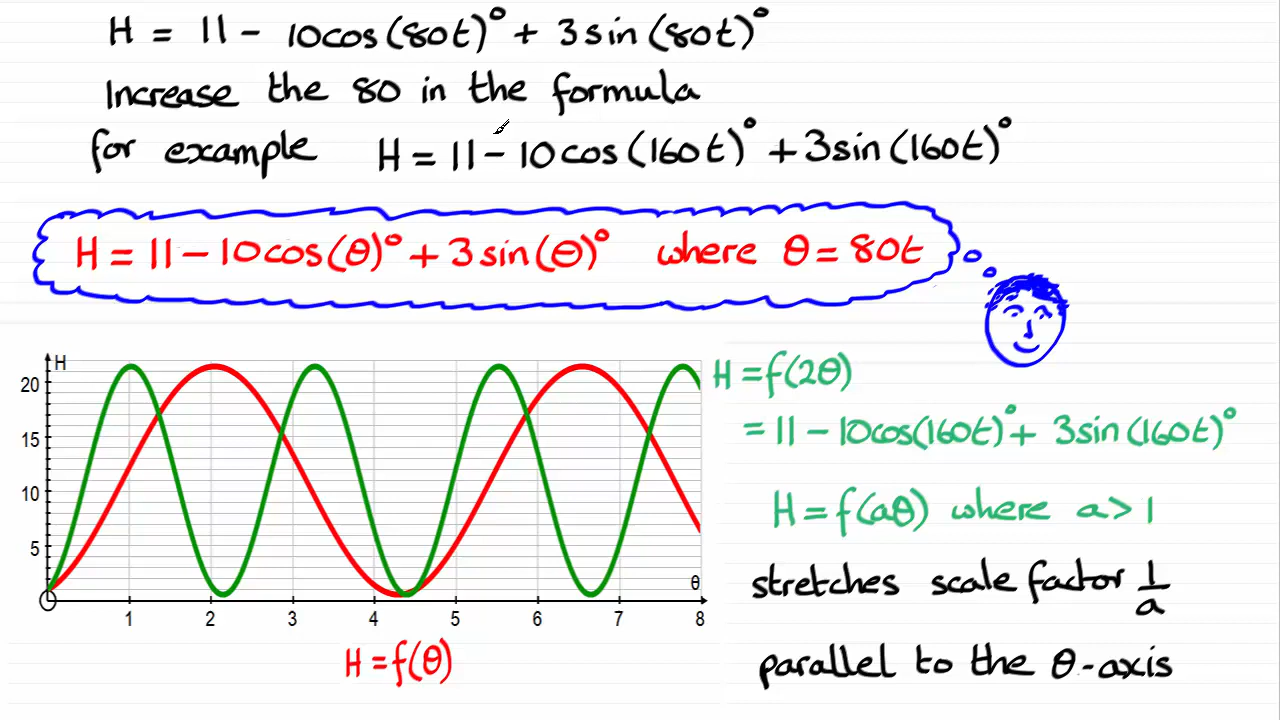 H = 11 - 10cos(80t)° + 3sin(80t)°
Increase the 80 in the formula
for example H = 11 - 10cos(160t)° + 3sin(160t)°
H = 11 - 10cos(θ)° + 3sin(θ)° where θ = 80t
H
20
15
10
5
O
1 2 3 4 5 6 7 8
θ
H = f(θ)
H = f(2θ)
= 11 - 10cos(160t)° + 3sin(160t)°
H = f(aθ) where a > 1
stretches scale factor 1/a
parallel to the θ-axis